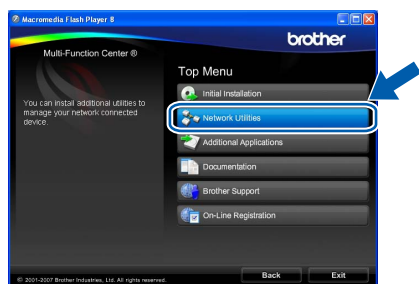 Macromedia Flash Player 8
brother
Multi-Function Center ®
Top Menu
You can install additional utilities to
manage your network connected
device.
Initial Installation
Network Utilities
Additional Applications
Documentation
Brother Support
On-Line Registration
© 2001-2007 Brother Industries, Ltd. All rights reserved.
Back
Exit